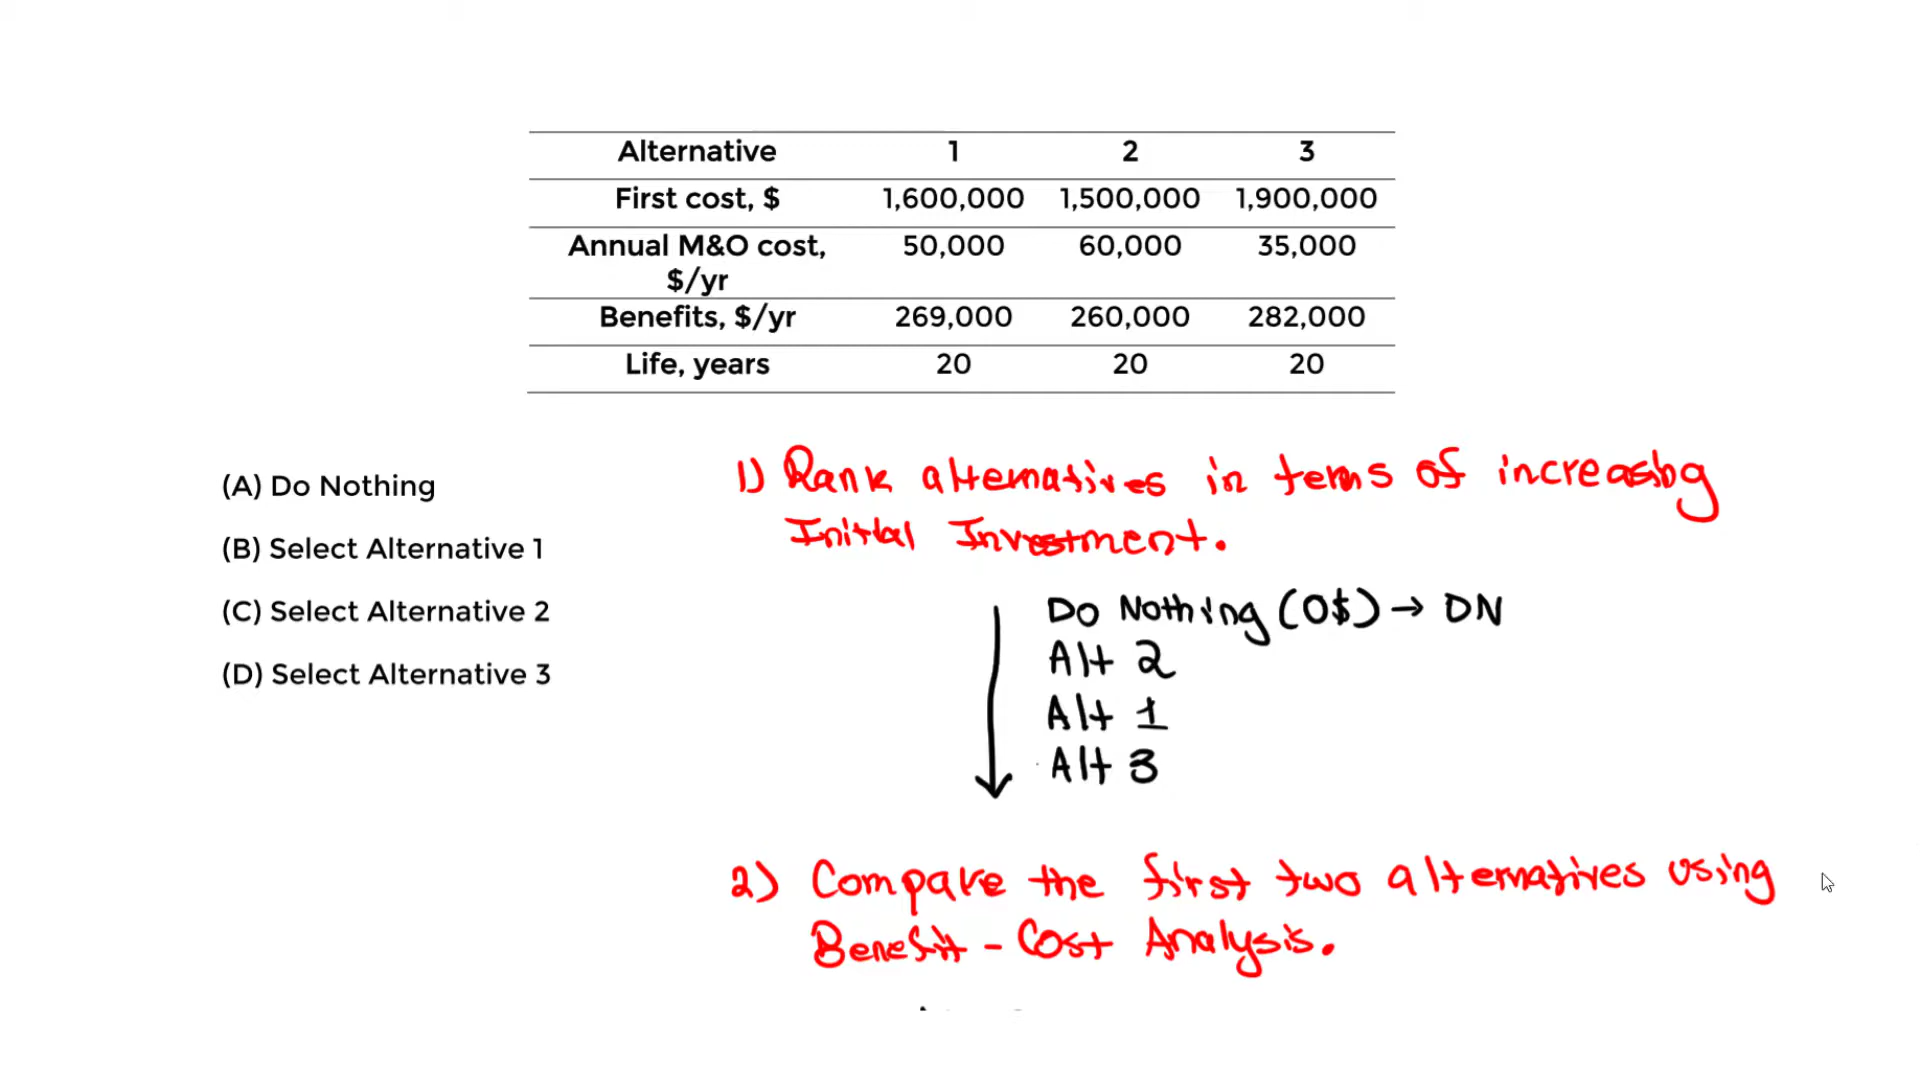 Alternative 1 2 3
First cost, $ 1,600,000 1,500,000 1,900,000
Annual M&O cost, 50,000 60,000 35,000
$/yr
Benefits, $/yr 269,000 260,000 282,000
Life, years 20 20 20
(A) Do Nothing
(B) Select Alternative 1
(C) Select Alternative 2
(D) Select Alternative 3
1) Rank alternatives in terms of increasing
Initial Investment.
Do Nothing (0$) → DN
Alt 2
Alt 1
Alt 3
2) Compare the first two alternatives using
Benefit - Cost Analysis.